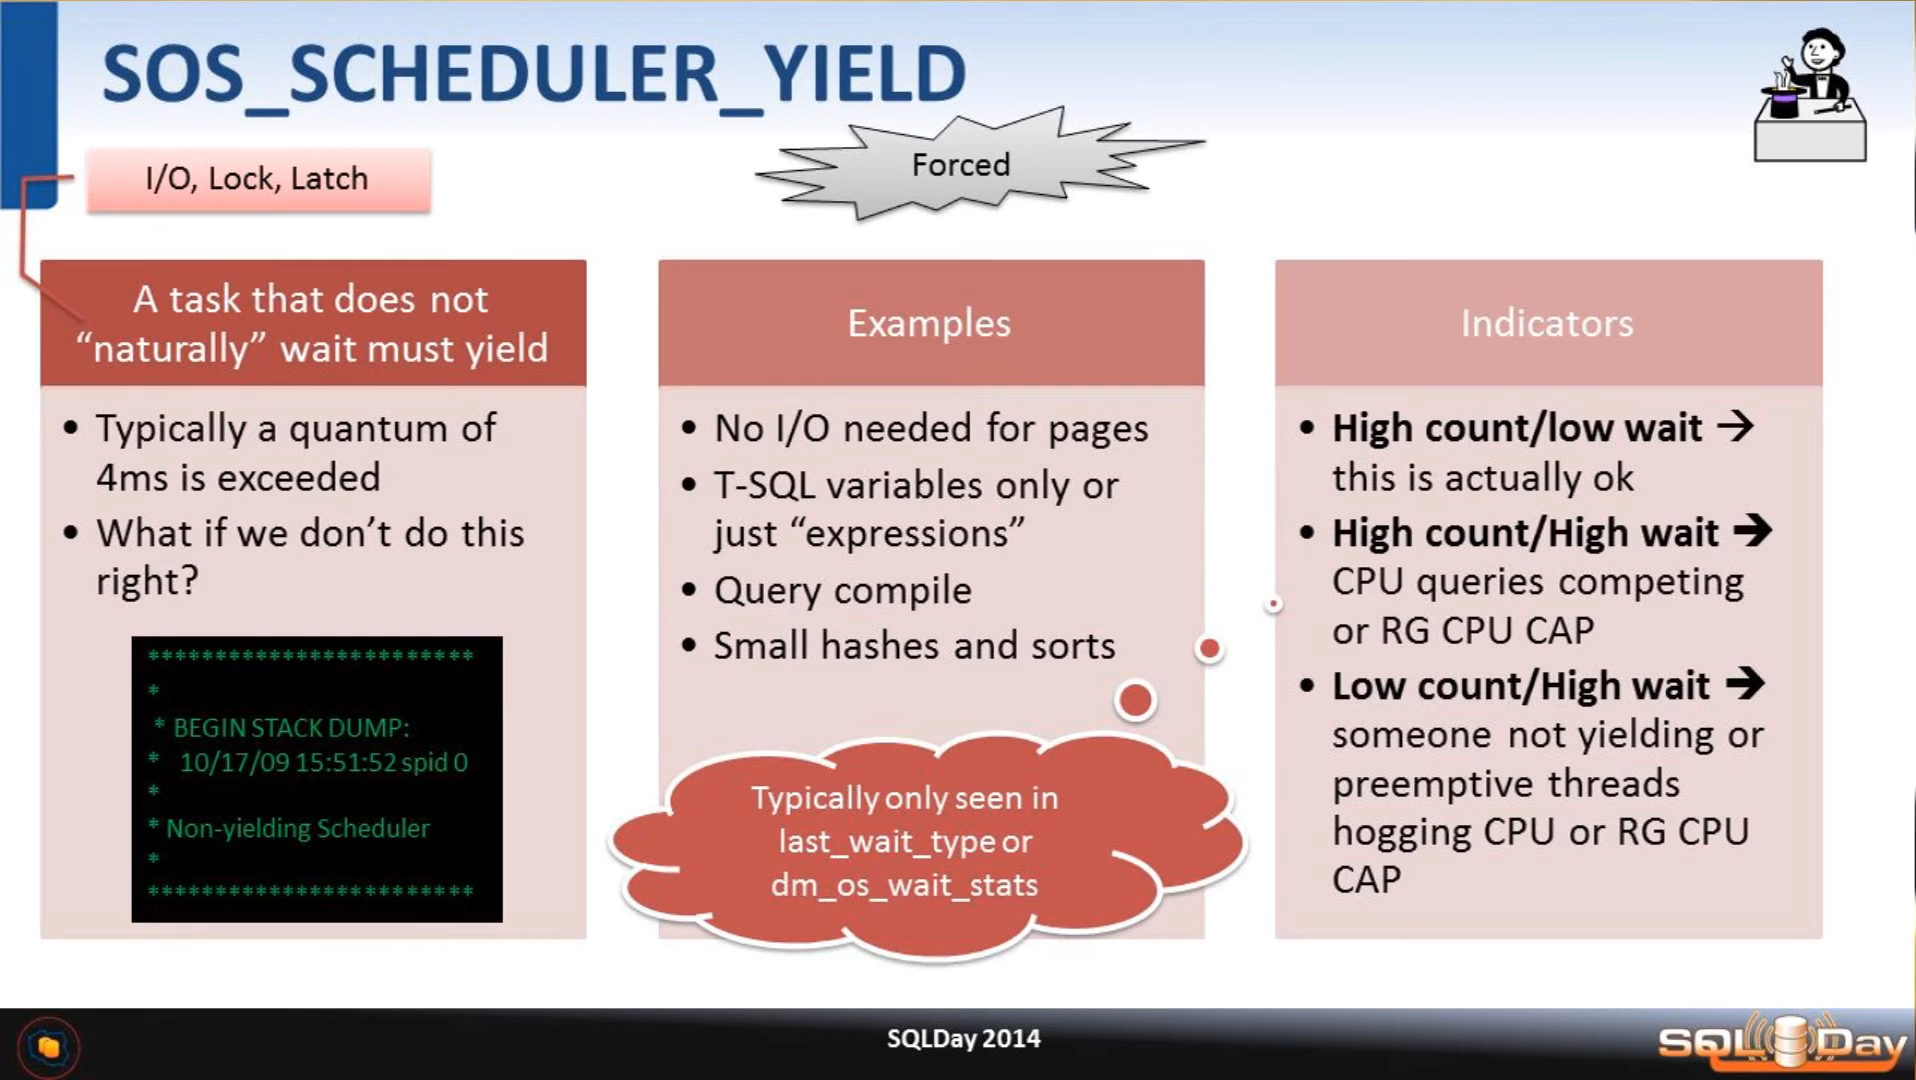 SOS_SCHEDULER_YIELD
I/O, Lock, Latch
Forced
A task that does not
“naturally” wait must yield
• Typically a quantum of
4ms is exceeded
• What if we don’t do this
right?
************************
*
* BEGIN STACK DUMP:
* 10/17/09 15:51:52 spid 0
*
* Non-yielding Scheduler
*
************************
Examples
• No I/O needed for pages
• T-SQL variables only or
just “expressions”
• Query compile
• Small hashes and sorts
Typically only seen in
last_wait_type or
dm_os_wait_stats
Indicators
• High count/low wait →
this is actually ok
• High count/High wait ➔
CPU queries competing
or RG CPU CAP
• Low count/High wait ➔
someone not yielding or
preemptive threads
hogging CPU or RG CPU
CAP
SQLDay 2014
SQL Day